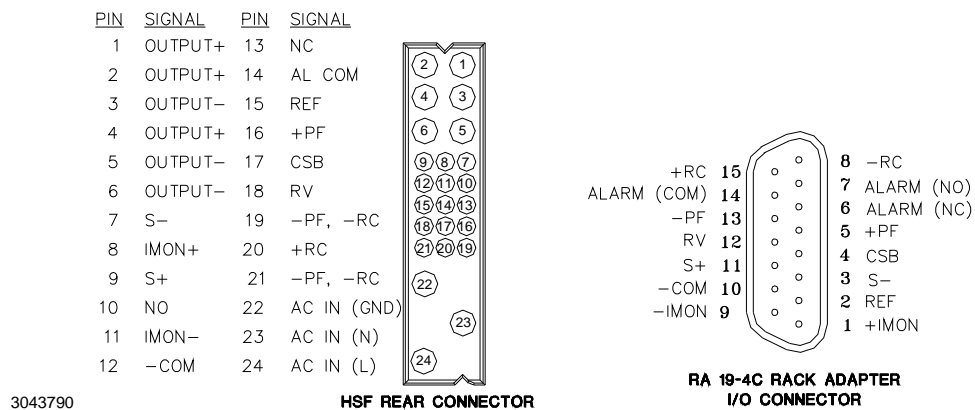 PIN SIGNAL PIN SIGNAL
1 OUTPUT+ 13 NC
2 OUTPUT+ 14 AL COM
3 OUTPUT− 15 REF
4 OUTPUT+ 16 +PF
5 OUTPUT− 17 CSB
6 OUTPUT− 18 RV
7 S− 19 −PF, −RC
8 IMON+ 20 +RC
9 S+ 21 −PF, −RC
10 NO 22 AC IN (GND)
11 IMON− 23 AC IN (N)
12 −COM 24 AC IN (L)
2 1
4 3
6 5
9 8 7
12 11 10
15 14 13
18 17 16
21 20 19
22
23
24
HSF REAR CONNECTOR
+RC 15
ALARM (COM) 14
−PF 13
RV 12
S+ 11
−COM 10
−IMON 9
8 −RC
7 ALARM (NO)
6 ALARM (NC)
5 +PF
4 CSB
3 S−
2 REF
1 +IMON
RA 19-4C RACK ADAPTER
I/O CONNECTOR
3043790